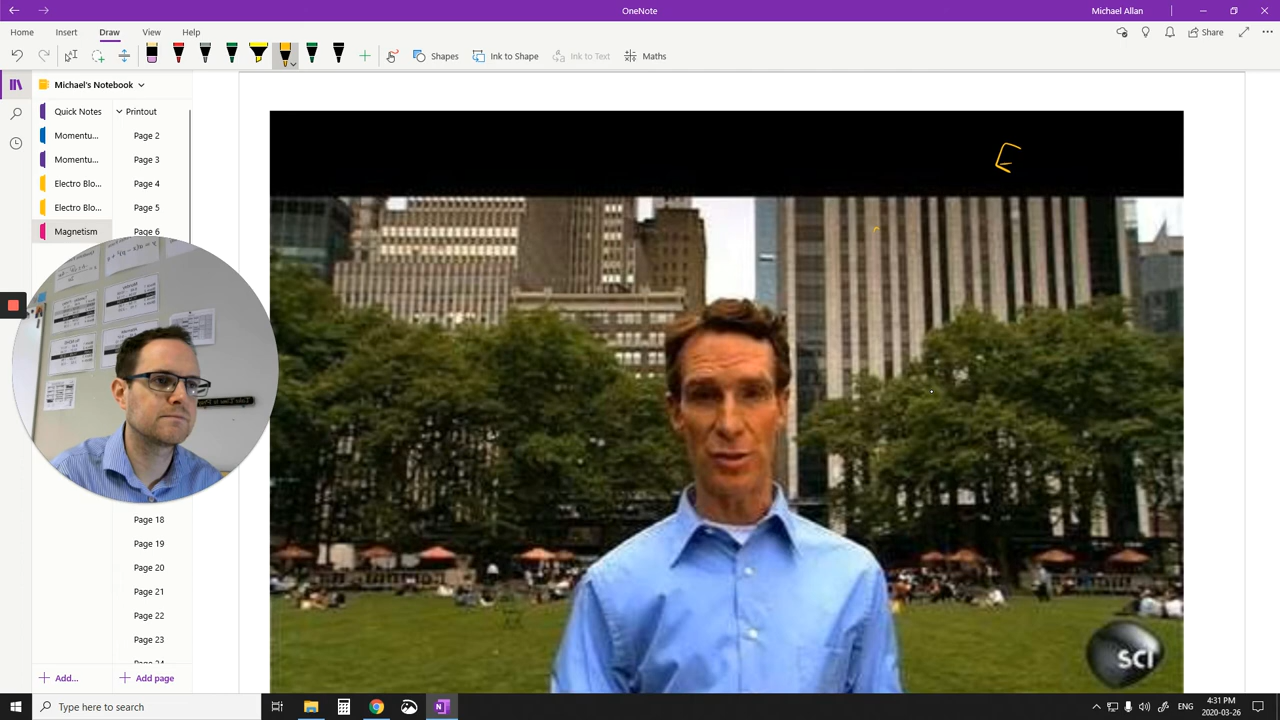 OneNote
Michael Allan
Home
Insert
Draw
View
Help
Share
Shapes
Ink to Shape
Ink to Text
Maths
Michael's Notebook
Quick Notes
Momentu...
Momentu...
Electro Blo...
Electro Blo...
Magnetism
Printout
Page 2
Page 3
Page 4
Page 5
Page 6
Page 18
Page 19
Page 20
Page 21
Page 22
Page 23
Page 24
Add...
Add page
E
sci
Type here to search
ENG
4:31 PM
2020-03-26